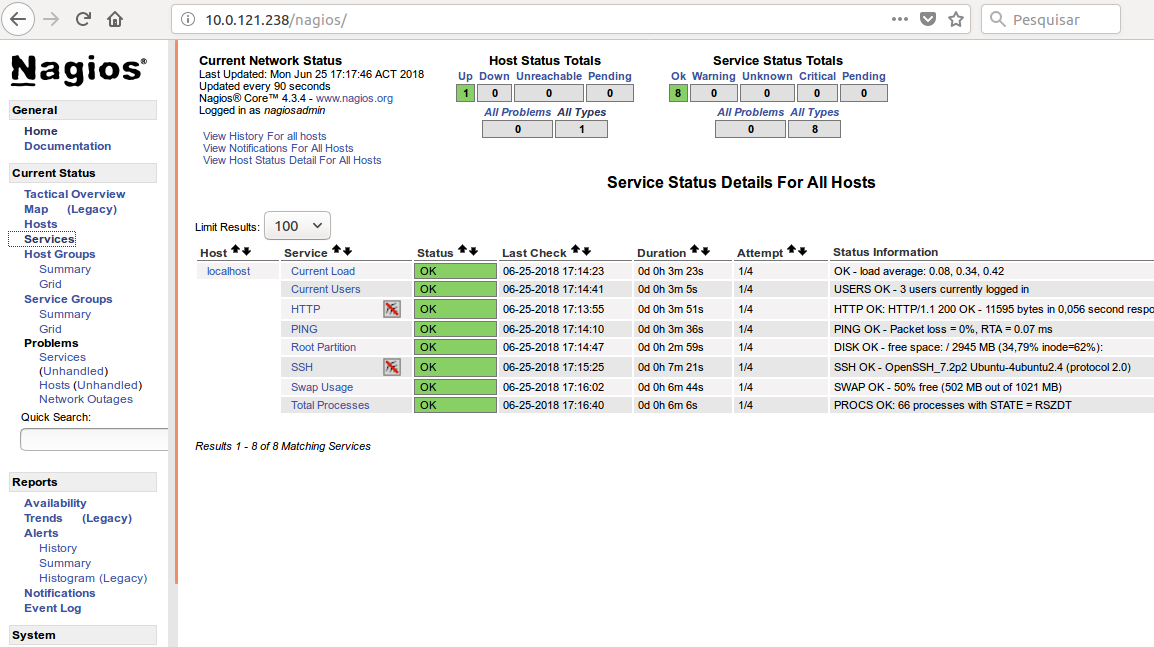 10.0.121.238/nagios/
Pesquisar
Nagios®
General
Home
Documentation
Current Status
Tactical Overview
Map (Legacy)
Hosts
Services
Host Groups
Summary
Grid
Service Groups
Summary
Grid
Problems
Services
(Unhandled)
Hosts (Unhandled)
Network Outages
Quick Search:
Reports
Availability
Trends (Legacy)
Alerts
History
Summary
Histogram (Legacy)
Notifications
Event Log
System
Current Network Status
Last Updated: Mon Jun 25 17:17:46 ACT 2018
Updated every 90 seconds
Nagios® Core™ 4.3.4 - www.nagios.org
Logged in as nagiosadmin
View History For all hosts
View Notifications For All Hosts
View Host Status Detail For All Hosts
Host Status Totals
Up Down Unreachable Pending
1 0 0 0
All Problems All Types
0 1
Service Status Totals
Ok Warning Unknown Critical Pending
8 0 0 0 0
All Problems All Types
0 8
Service Status Details For All Hosts
Limit Results: 100
Host Service Status Last Check Duration Attempt Status Information
localhost Current Load OK 06-25-2018 17:14:23 0d 0h 3m 23s 1/4 OK - load average: 0.08, 0.34, 0.42
Current Users OK 06-25-2018 17:14:41 0d 0h 3m 5s 1/4 USERS OK - 3 users currently logged in
HTTP OK 06-25-2018 17:13:55 0d 0h 3m 51s 1/4 HTTP OK: HTTP/1.1 200 OK - 11595 bytes in 0,056 second respo
PING OK 06-25-2018 17:14:10 0d 0h 3m 36s 1/4 PING OK - Packet loss = 0%, RTA = 0.07 ms
Root Partition OK 06-25-2018 17:14:47 0d 0h 2m 59s 1/4 DISK OK - free space: / 2945 MB (34,79% inode=62%):
SSH OK 06-25-2018 17:15:25 0d 0h 7m 21s 1/4 SSH OK - OpenSSH_7.2p2 Ubuntu-4ubuntu2.4 (protocol 2.0)
Swap Usage OK 06-25-2018 17:16:02 0d 0h 6m 44s 1/4 SWAP OK - 50% free (502 MB out of 1021 MB)
Total Processes OK 06-25-2018 17:16:40 0d 0h 6m 6s 1/4 PROCS OK: 66 processes with STATE = RSZDT
Results 1 - 8 of 8 Matching Services